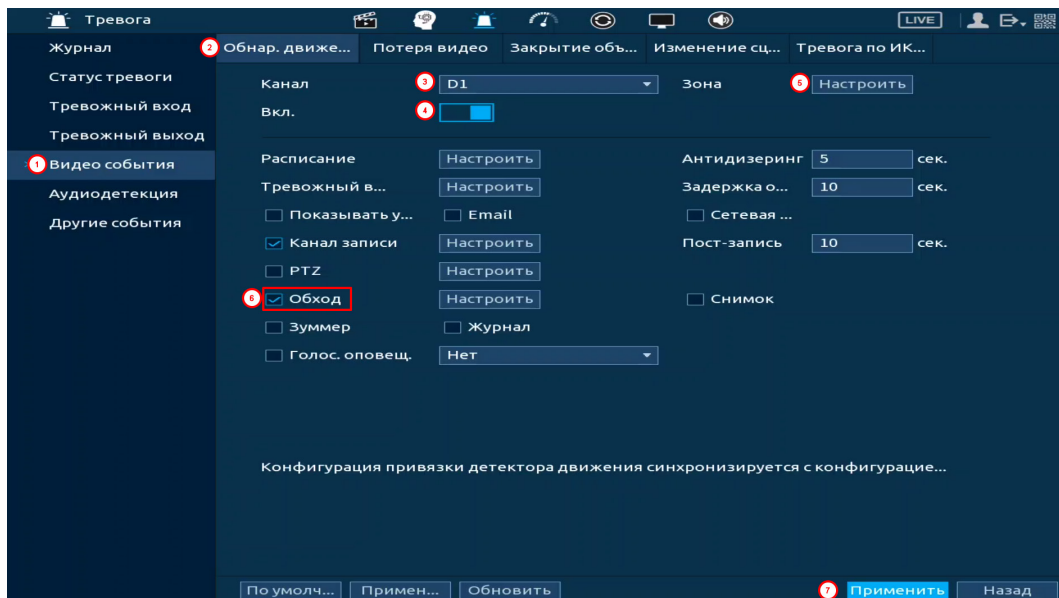 Тревога LIVE
Журнал 2 Обнар. движе... Потеря видео Закрытие объ... Изменение сц... Тревога по ИК...
Статус тревоги
Тревожный вход
Тревожный выход
1 Видео события
Аудиодетекция
Другие события
Канал 3 D1 Зона 5 Настроить
Вкл. 4
Расписание Настроить Антидизеринг 5 сек.
Тревожный в... Настроить Задержка о... 10 сек.
Показывать у... Email Сетевая ...
Канал записи Настроить Пост-запись 10 сек.
PTZ Настроить
6 Обход Настроить Снимок
Зуммер Журнал
Голос. оповещ. Нет
Конфигурация привязки детектора движения синхронизируется с конфигурацие...
По умолч... Примен... Обновить 7 Применить Назад